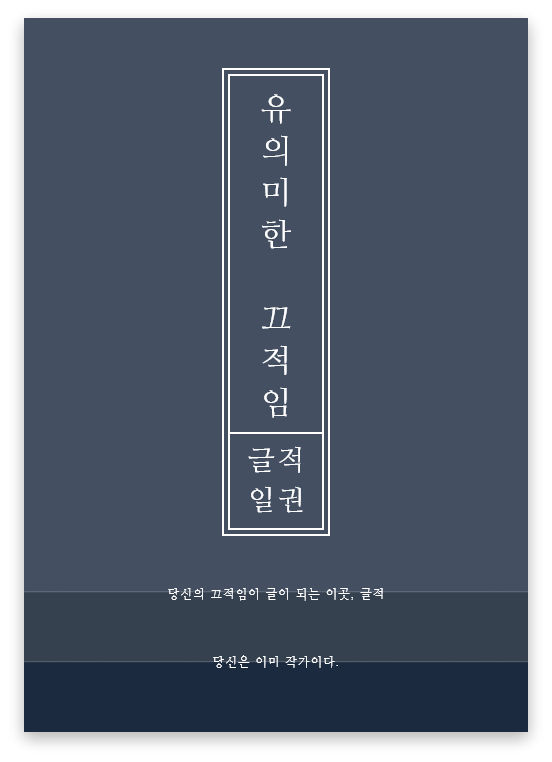 유의미한 끄적임
글적
일권
당신의 끄적임이 글이 되는 이곳, 글적
당신은 이미 작가이다.